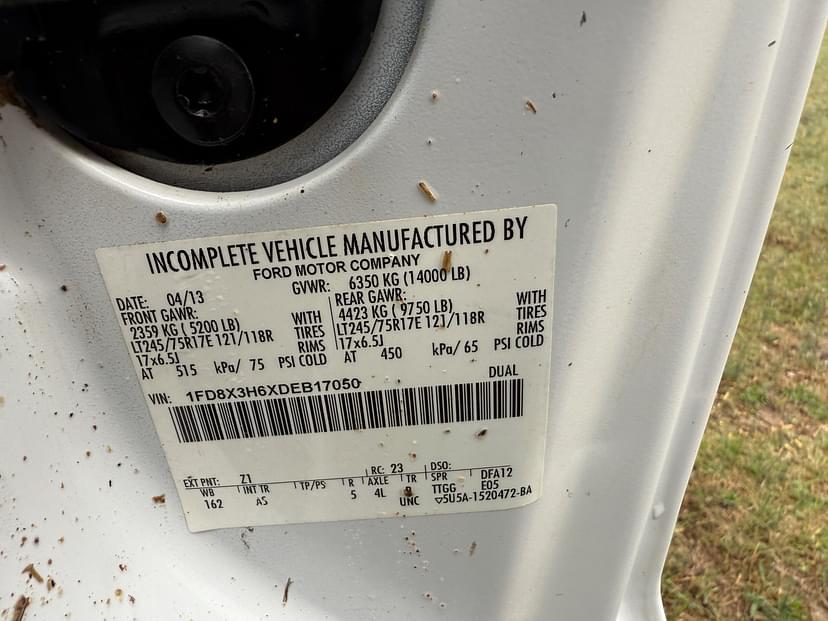 INCOMPLETE VEHICLE MANUFACTURED BY
FORD MOTOR COMPANY
DATE: 04/13 GVWR: 6350 KG (14000 LB)
FRONT GAWR: REAR GAWR:
2359 KG ( 5200 LB) WITH 4423 KG ( 9750 LB) WITH
LT245/75R17E 121/118R TIRES LT245/75R17E 121/118R TIRES
17x6.5J RIMS 17x6.5J RIMS
AT 515 kPa/ 75 PSI COLD AT 450 kPa/ 65 PSI COLD
VIN: 1FD8X3H6XDEB17050 DUAL
EXT PNT: Z1 RC: 23 DSO:
WB INT TR TP/PS R AXLE TR SPR DFA12
162 AS 5 4L TTGG E05
UNC ▽5U5A-1520472-BA